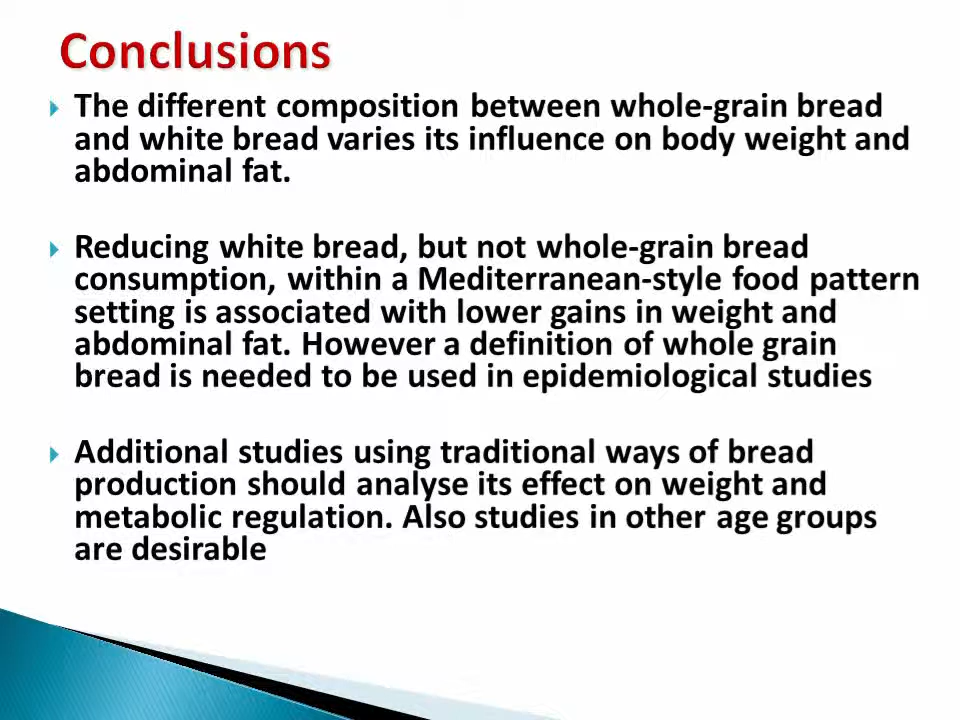 Conclusions
The different composition between whole-grain bread
and white bread varies its influence on body weight and
abdominal fat.
Reducing white bread, but not whole-grain bread
consumption, within a Mediterranean-style food pattern
setting is associated with lower gains in weight and
abdominal fat. However a definition of whole grain
bread is needed to be used in epidemiological studies
Additional studies using traditional ways of bread
production should analyse its effect on weight and
metabolic regulation. Also studies in other age groups
are desirable